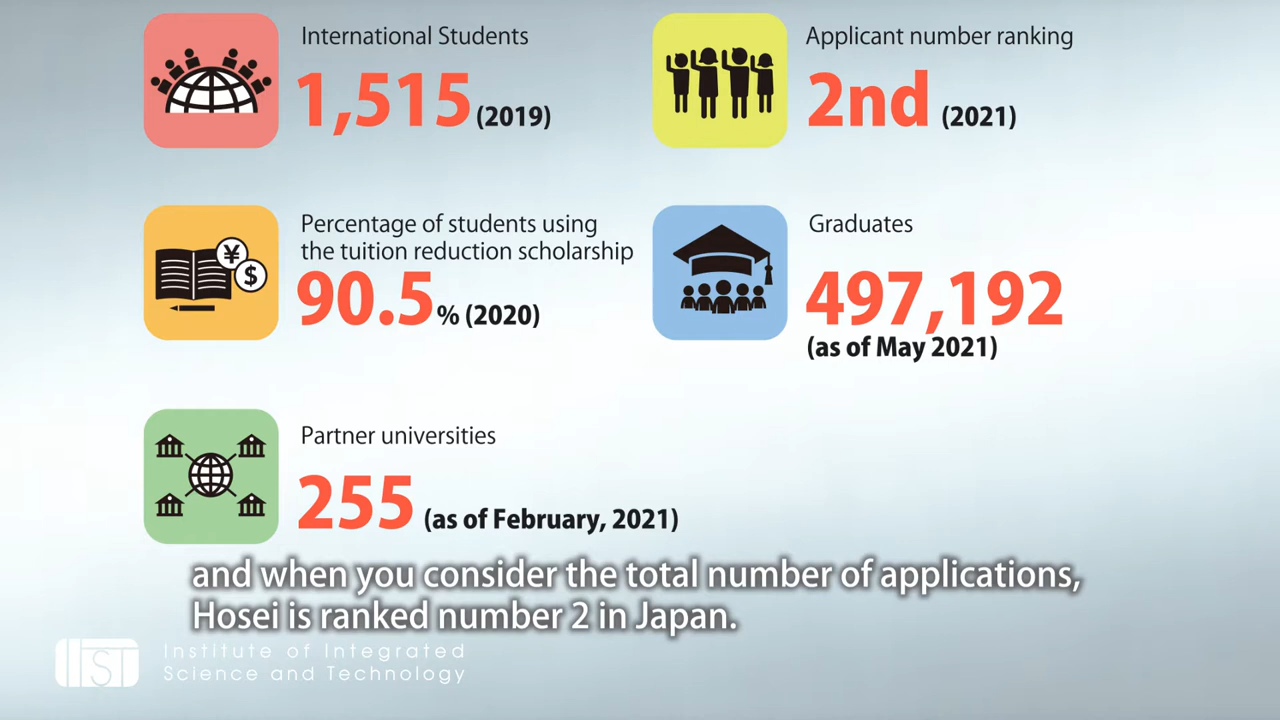 International Students
1,515 (2019)
Applicant number ranking
2nd (2021)
Percentage of students using
the tuition reduction scholarship
90.5% (2020)
¥
$
Graduates
497,192
(as of May 2021)
Partner universities
255 (as of February, 2021)
and when you consider the total number of applications,
Hosei is ranked number 2 in Japan.
IIST
Institute of Integrated
Science and Technology